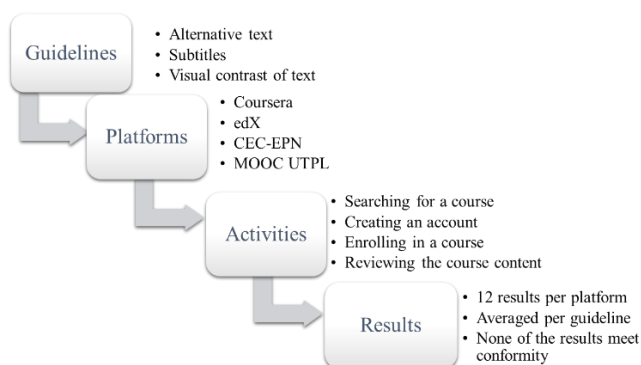 Guidelines
• Alternative text
• Subtitles
• Visual contrast of text
Platforms
• Coursera
• edX
• CEC-EPN
• MOOC UTPL
Activities
• Searching for a course
• Creating an account
• Enrolling in a course
• Reviewing the course content
Results
• 12 results per platform
• Averaged per guideline
• None of the results meet
conformity